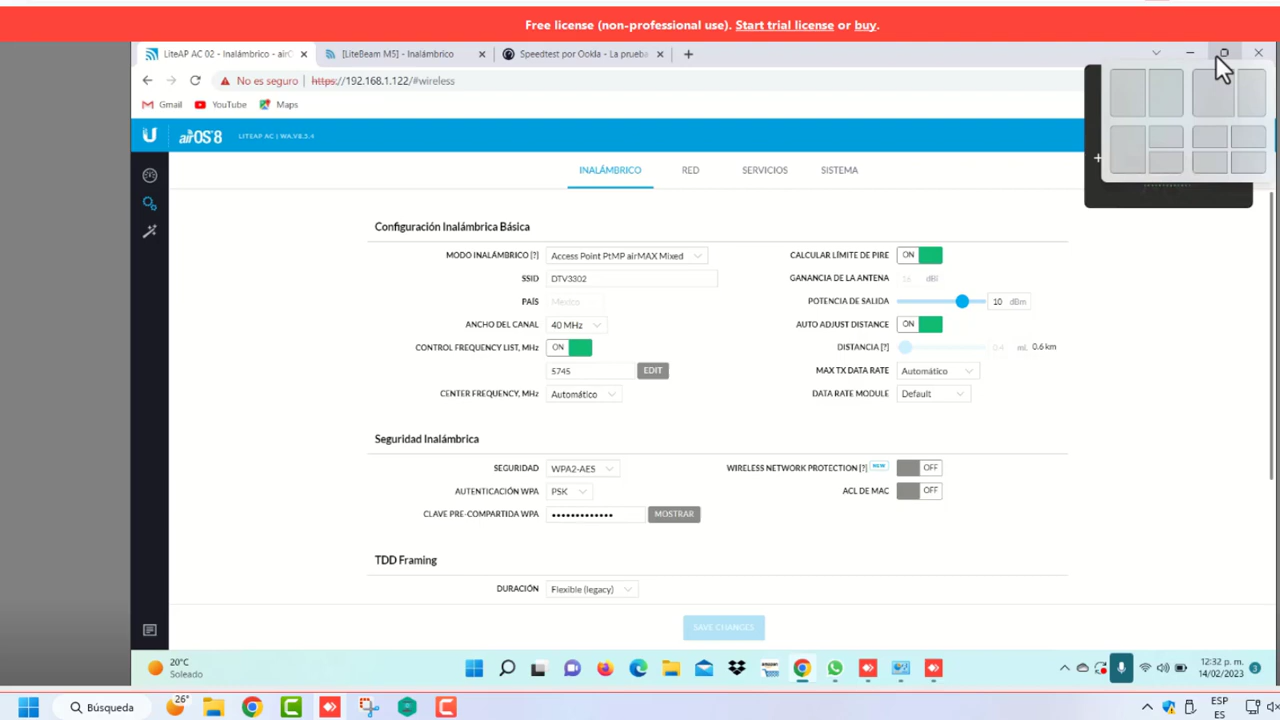 Free license (non-professional use). Start trial license or buy.
LiteAP AC 02 - Inalámbrico - airO
[LiteBeam M5] - Inalámbrico
Speedtest por Ookla - La prueba
No es seguro
https://192.168.1.122/#wireless
Gmail
YouTube
Maps
airOS 8
LITEAP AC | WA.V8.3.4
INALÁMBRICO
RED
SERVICIOS
SISTEMA
Configuración Inalámbrica Básica
MODO INALÁMBRICO [?] Access Point PtMP airMAX Mixed
CALCULAR LÍMITE DE PIRE ON
SSID DTV3302
GANANCIA DE LA ANTENA 16 dBi
PAÍS Mexico
POTENCIA DE SALIDA 10 dBm
ANCHO DEL CANAL 40 MHz
AUTO ADJUST DISTANCE ON
CONTROL FREQUENCY LIST, MHz ON
DISTANCIA [?] 0.4 mi. 0.6 km
5745 EDIT
MAX TX DATA RATE Automático
CENTER FREQUENCY, MHz Automático
DATA RATE MODULE Default
Seguridad Inalámbrica
SEGURIDAD WPA2-AES
WIRELESS NETWORK PROTECTION [?] NEW OFF
AUTENTICACIÓN WPA PSK
ACL DE MAC OFF
CLAVE PRE-COMPARTIDA WPA ••••••••••••• MOSTRAR
TDD Framing
DURACIÓN Flexible (legacy)
SAVE CHANGES
20°C
Soleado
12:32 p. m.
14/02/2023
3
Búsqueda
26°
ESP
ES